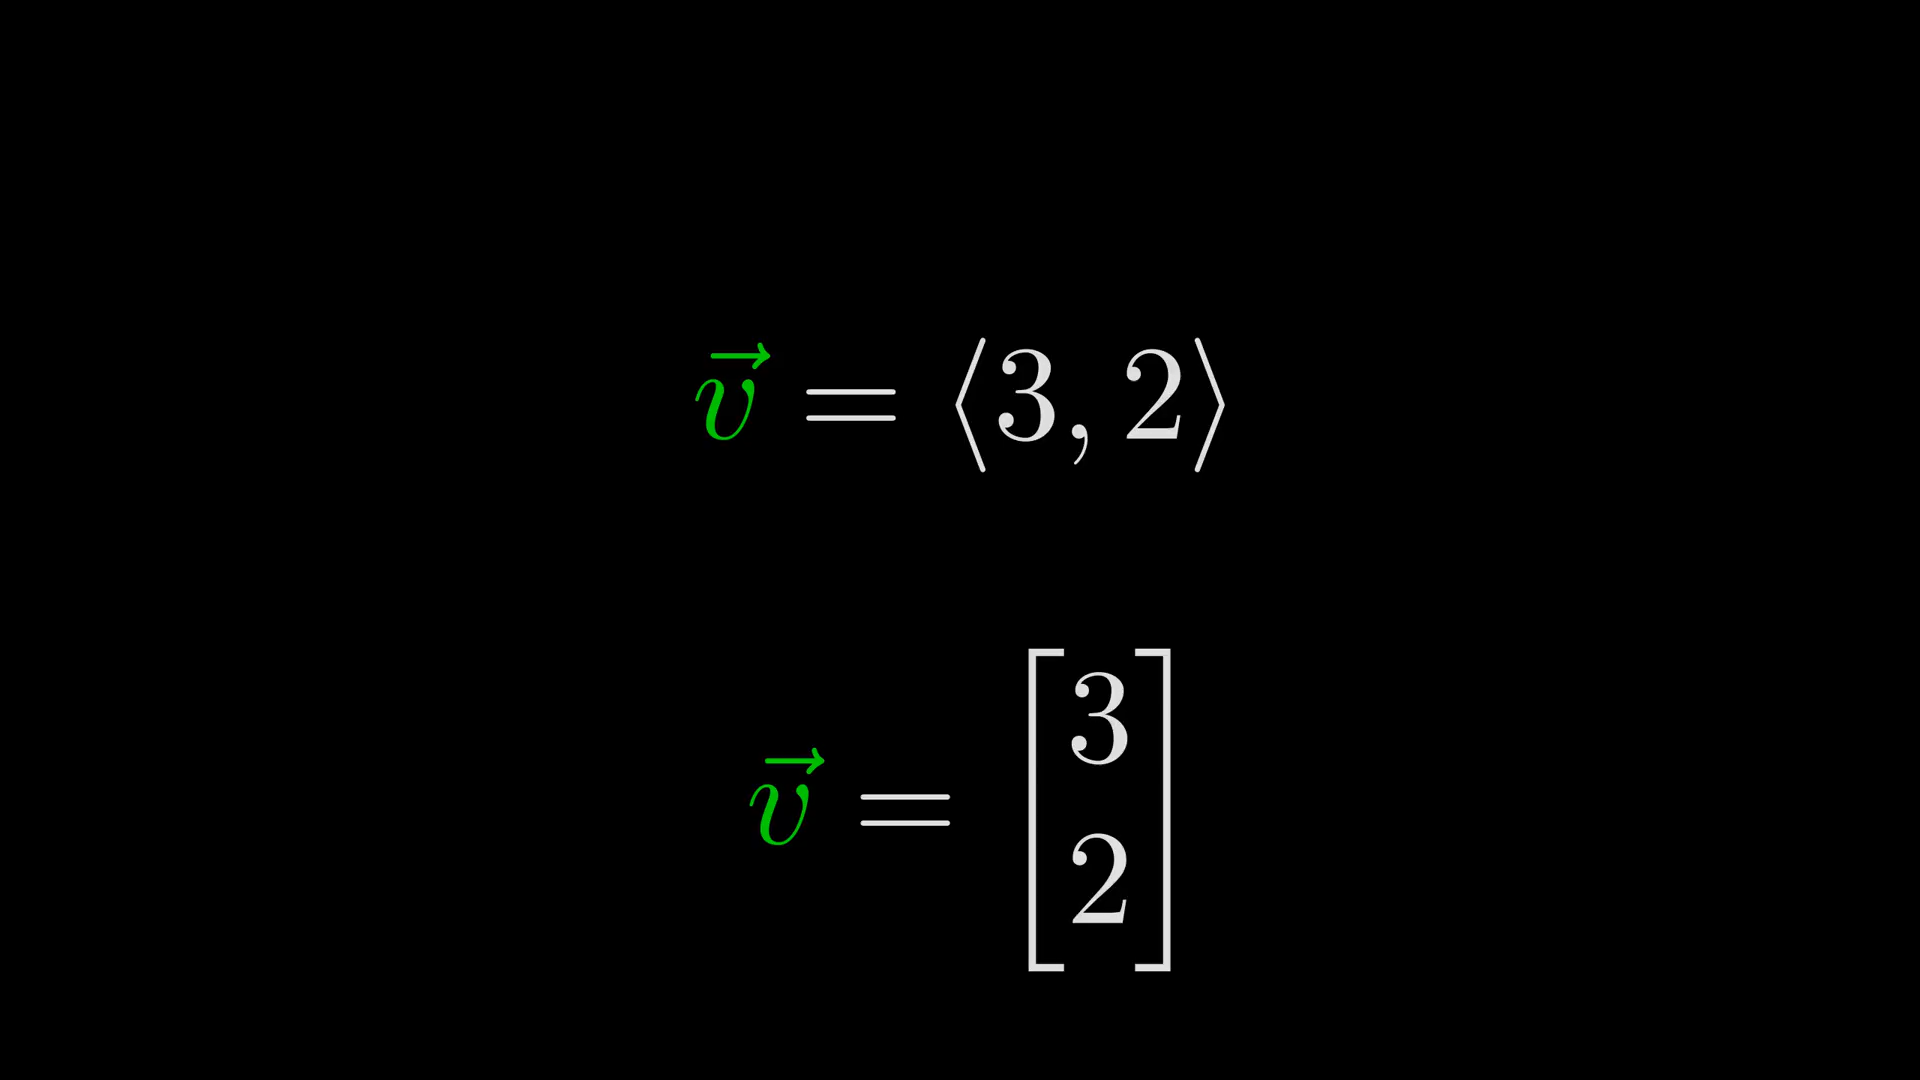 v⃗ = ⟨3, 2⟩
v⃗ = [3
2]